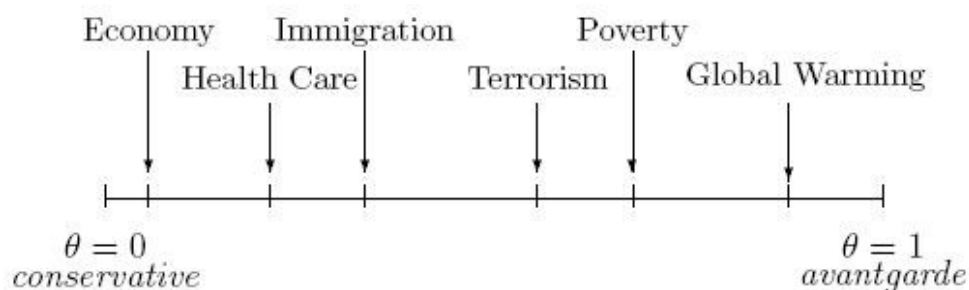 Economy Immigration Poverty
Health Care Terrorism Global Warming
θ = 0 θ = 1
conservative avantgarde